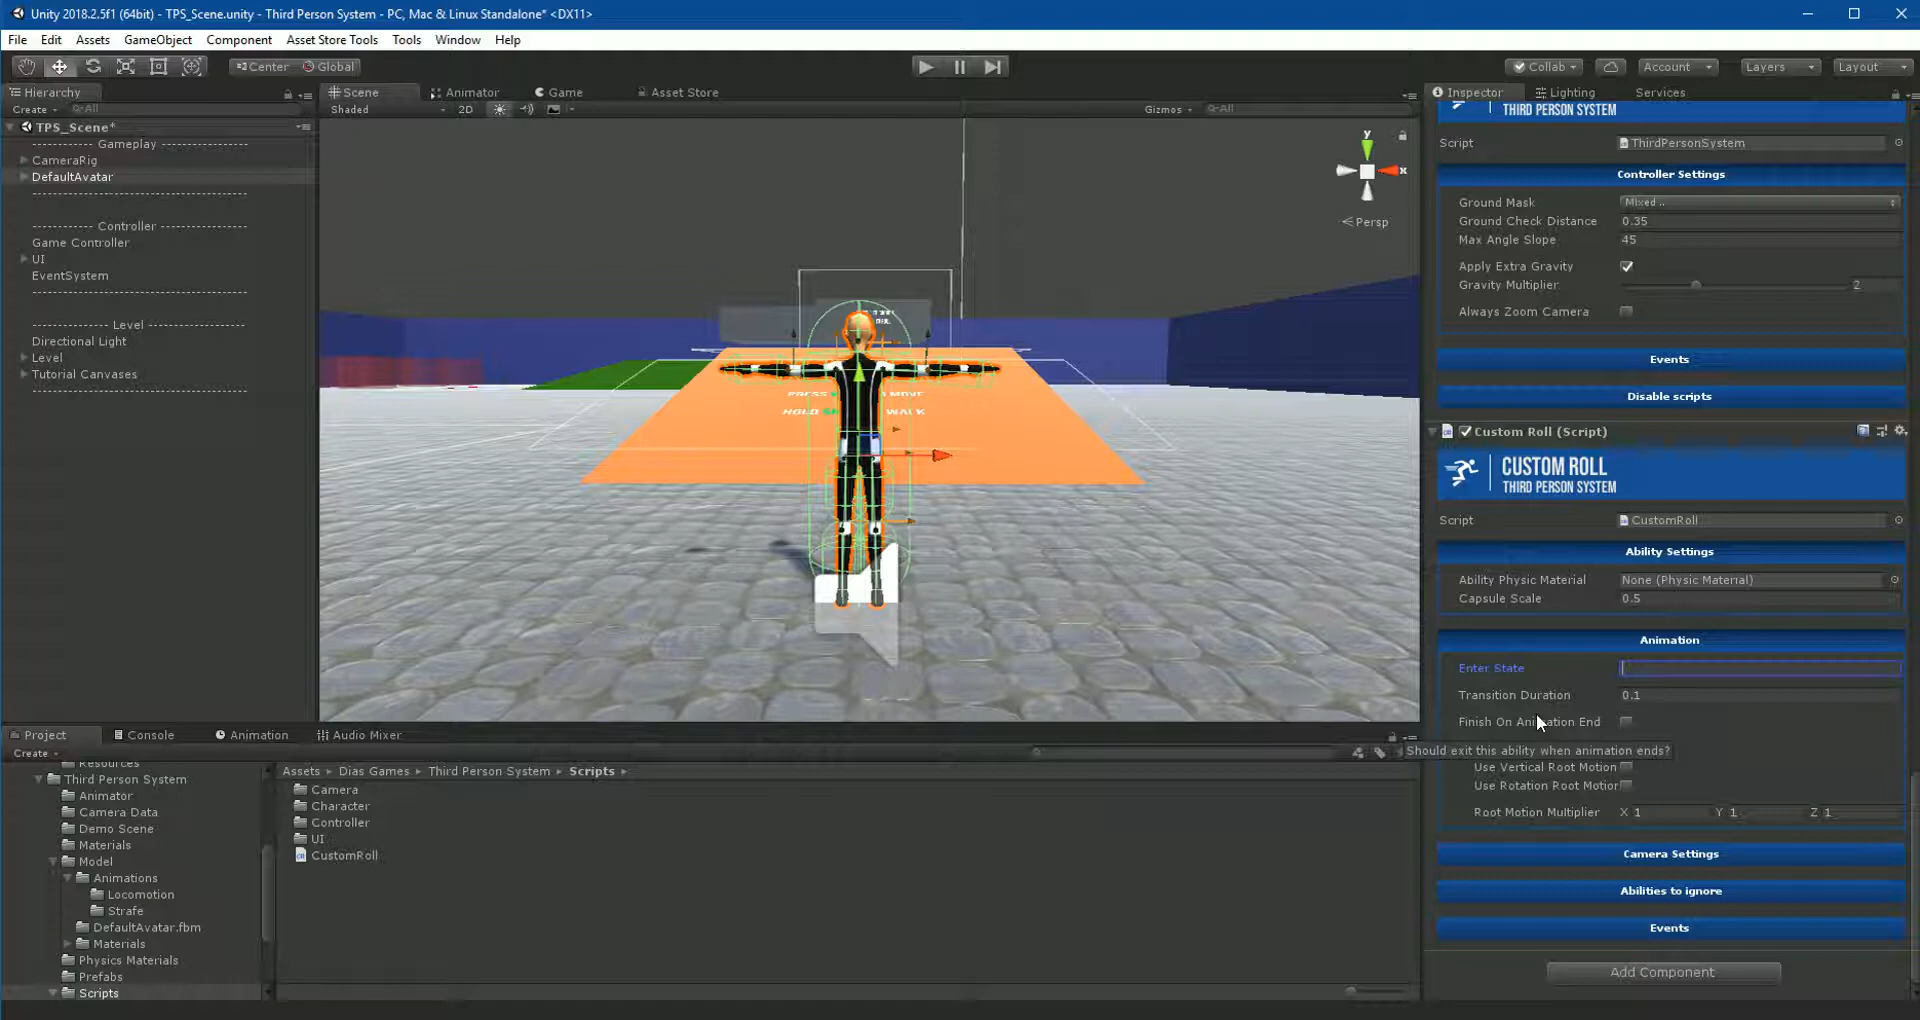 Unity 2018.2.5f1 (64bit) - TPS_Scene.unity - Third Person System - PC, Mac & Linux Standalone* <DX11>
File Edit Assets GameObject Component Asset Store Tools Tools Window Help
Center Global Collab Account Layers Layout
Hierarchy
Create All
TPS_Scene*
--------------- Gameplay -----------------
CameraRig
DefaultAvatar
--------------- Controller ---------------
Game Controller
UI
EventSystem
------------- Level -------------------
Directional Light
Level
Tutorial Canvases
Scene Animator Game Asset Store
Shaded 2D Gizmos All
y
x
Persp
PRESS MOVE
HOLD WALK
Inspector Lighting Services
THIRD PERSON SYSTEM
Script ThirdPersonSystem
Controller Settings
Ground Mask Mixed ..
Ground Check Distance 0.35
Max Angle Slope 45
Apply Extra Gravity
Gravity Multiplier 2
Always Zoom Camera
Events
Disable scripts
Custom Roll (Script)
CUSTOM ROLL
THIRD PERSON SYSTEM
Script CustomRoll
Ability Settings
Ability Physic Material None (Physic Material)
Capsule Scale 0.5
Animation
Enter State
Transition Duration 0.1
Finish On Animation End
Should exit this ability when animation ends?
Use Vertical Root Motion
Use Rotation Root Motion
Root Motion Multiplier X 1 Y 1 Z 1
Camera Settings
Abilities to ignore
Events
Add Component
Project Console Animation Audio Mixer
Create
Resources
Third Person System
Animator
Camera Data
Demo Scene
Materials
Model
Animations
Locomotion
Strafe
DefaultAvatar.fbm
Materials
Physics Materials
Prefabs
Scripts
Assets Dias Games Third Person System Scripts
Camera
Character
Controller
UI
CustomRoll